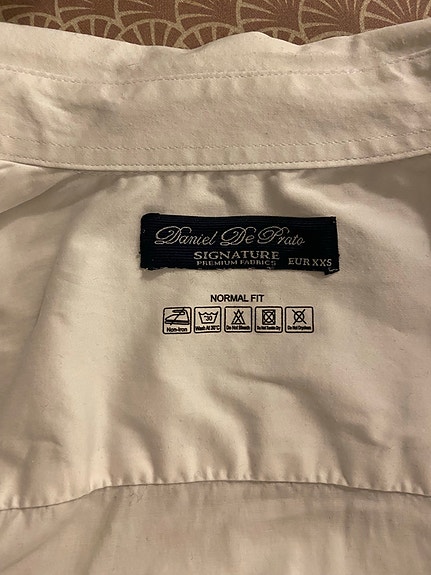 Daniel De Prato
SIGNATURE
PREMIUM FABRICS EUR XXS
NORMAL FIT
30
Non-Iron Wash At 30°C Do Not Bleach Do Not Tumble Dry Do Not Dryclean